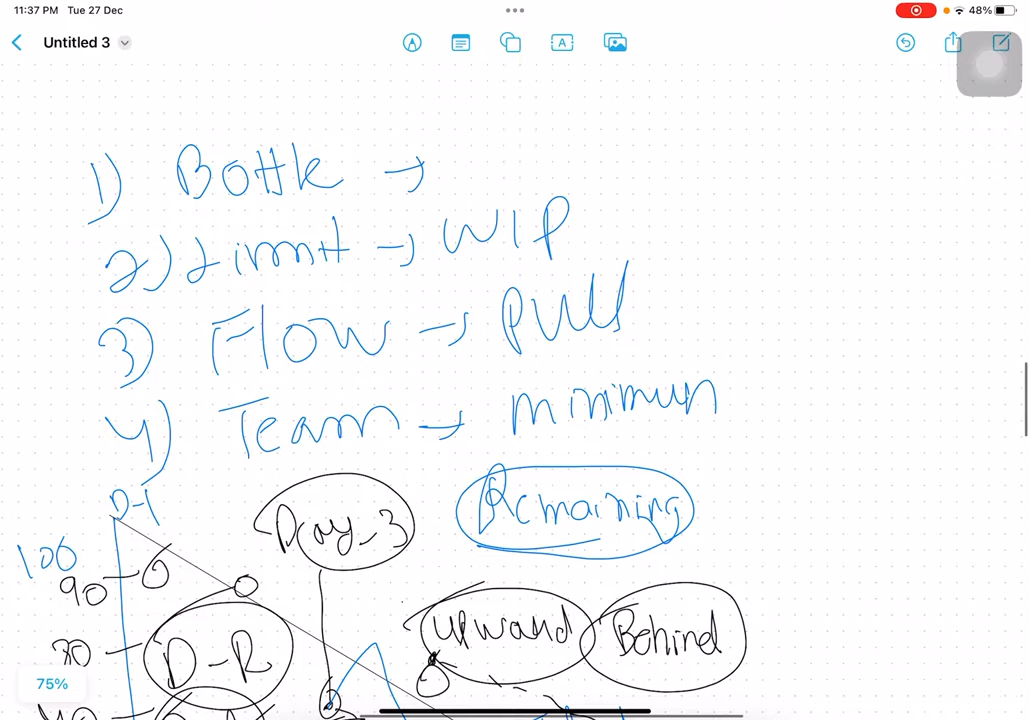 11:37 PM Tue 27 Dec
48%
Untitled 3
A
1) Bottle →
2) Limit → WIP
3) Flow → Pull
4) Team → minimum
D-1
Day-3
Remaining
100
90
upward
Behind
D-R
75%